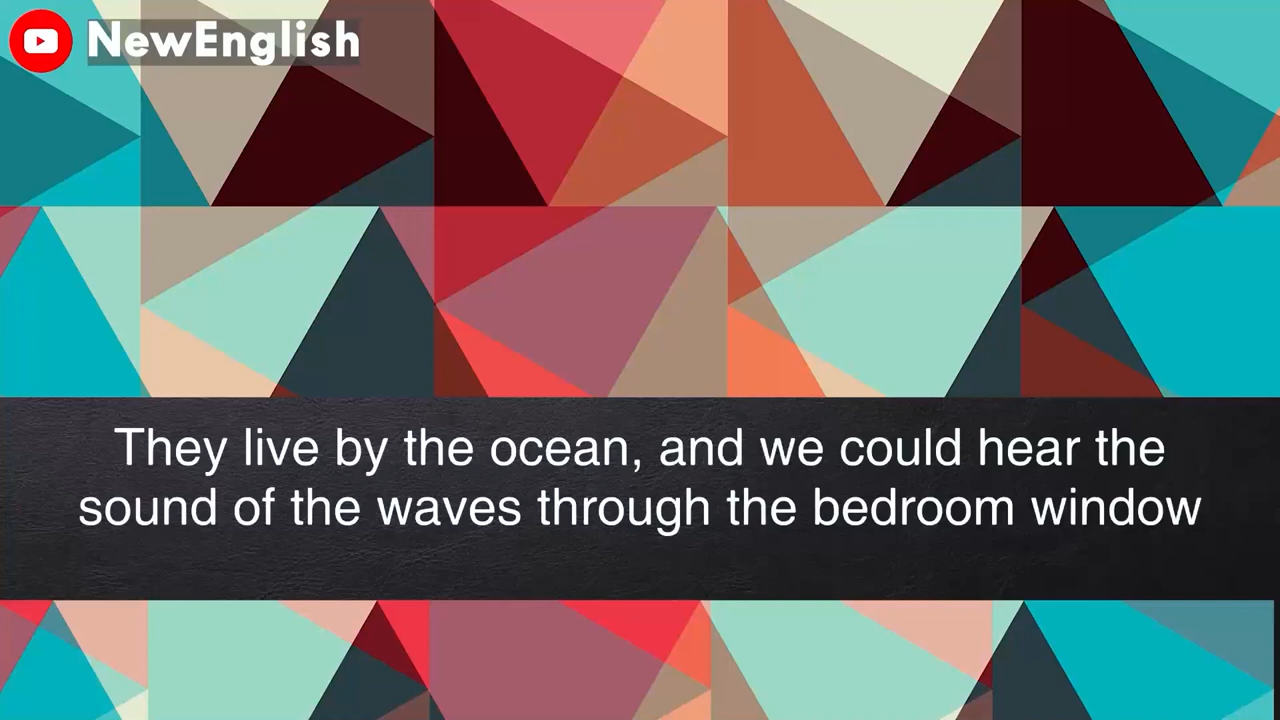 NewEnglish
They live by the ocean, and we could hear the
sound of the waves through the bedroom window